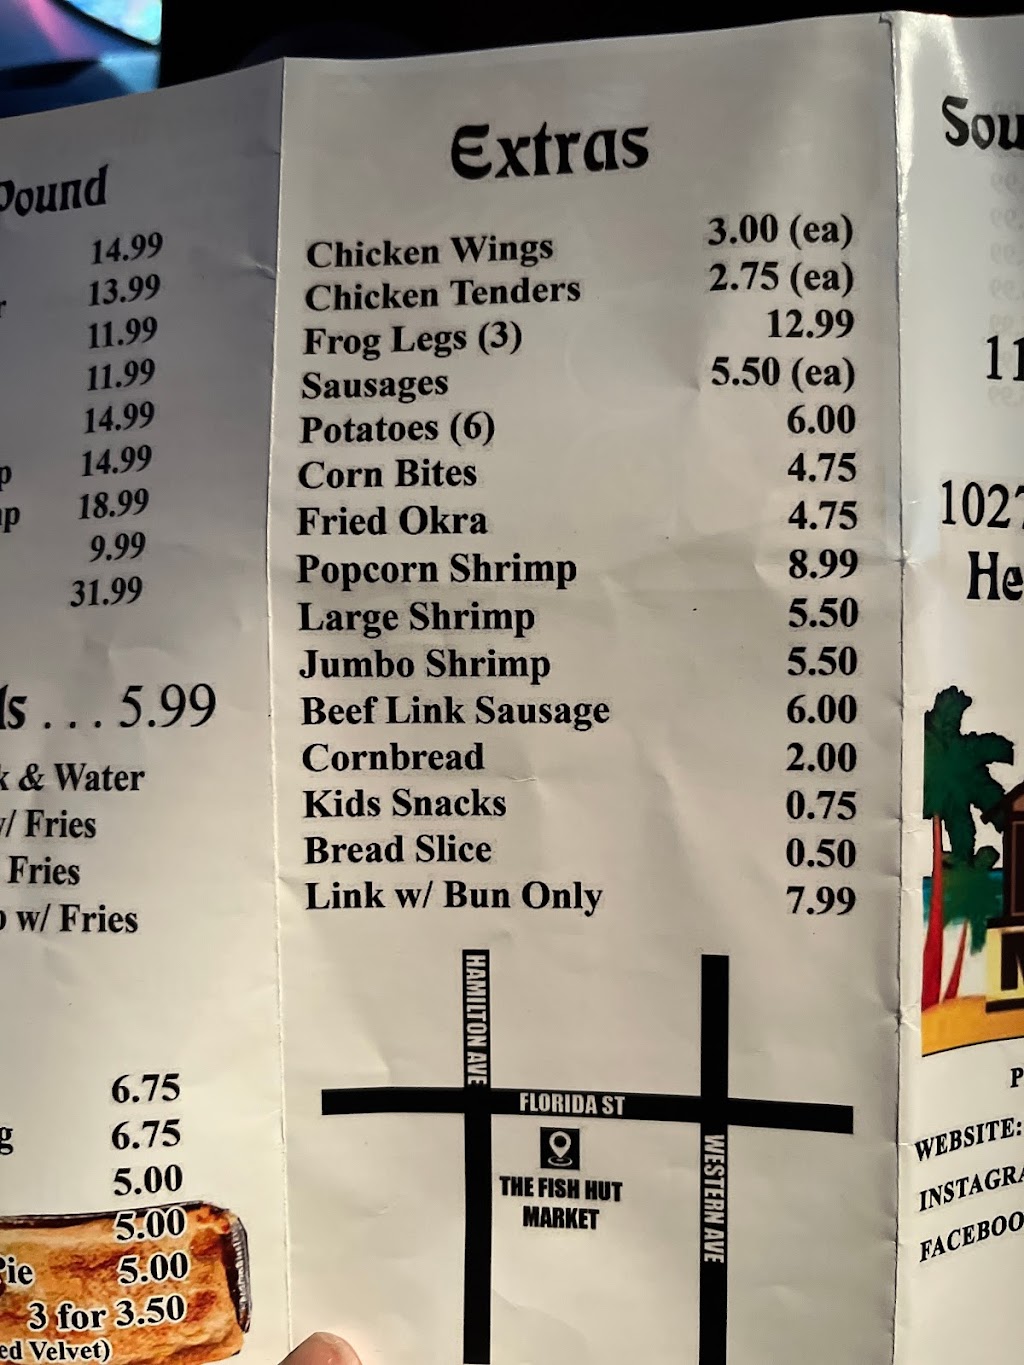 Pound
14.99
13.99
11.99
11.99
14.99
14.99
18.99
9.99
31.99
. . . 5.99
& Water
w/ Fries
Fries
w/ Fries
6.75
6.75
5.00
5.00
Pie 5.00
3 for 3.50
Velvet)
Extras
Chicken Wings 3.00 (ea)
Chicken Tenders 2.75 (ea)
Frog Legs (3) 12.99
Sausages 5.50 (ea)
Potatoes (6) 6.00
Corn Bites 4.75
Fried Okra 4.75
Popcorn Shrimp 8.99
Large Shrimp 5.50
Jumbo Shrimp 5.50
Beef Link Sausage 6.00
Cornbread 2.00
Kids Snacks 0.75
Bread Slice 0.50
Link w/ Bun Only 7.99
HAMILTON AVE
FLORIDA ST
THE FISH HUT
MARKET
WESTERN AVE
Sou
11
1027
He
P
WEBSITE:
INSTAGRA
FACEBOO